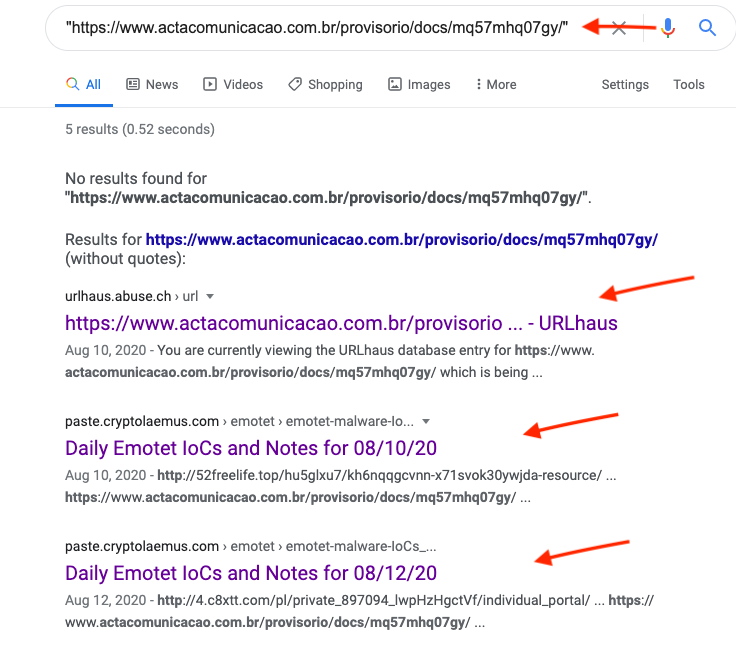 "https://www.actacomunicacao.com.br/provisorio/docs/mq57mhq07gy/"
All News Videos Shopping Images More Settings Tools
5 results (0.52 seconds)
No results found for
"https://www.actacomunicacao.com.br/provisorio/docs/mq57mhq07gy/".
Results for https://www.actacomunicacao.com.br/provisorio/docs/mq57mhq07gy/
(without quotes):
urlhaus.abuse.ch › url
https://www.actacomunicacao.com.br/provisorio ... - URLhaus
Aug 10, 2020 - You are currently viewing the URLhaus database entry for https://www.
actacomunicacao.com.br/provisorio/docs/mq57mhq07gy/ which is being ...
paste.cryptolaemus.com › emotet › emotet-malware-Io...
Daily Emotet IoCs and Notes for 08/10/20
Aug 10, 2020 - http://52freelife.top/hu5glxu7/kh6nqqgcvnn-x71svok30ywjda-resource/ ...
https://www.actacomunicacao.com.br/provisorio/docs/mq57mhq07gy/ ...
paste.cryptolaemus.com › emotet › emotet-malware-IoCs_...
Daily Emotet IoCs and Notes for 08/12/20
Aug 12, 2020 - http://4.c8xtt.com/pl/private_897094_lwpHzHgctVf/individual_portal/ ... https://
www.actacomunicacao.com.br/provisorio/docs/mq57mhq07gy/ ...